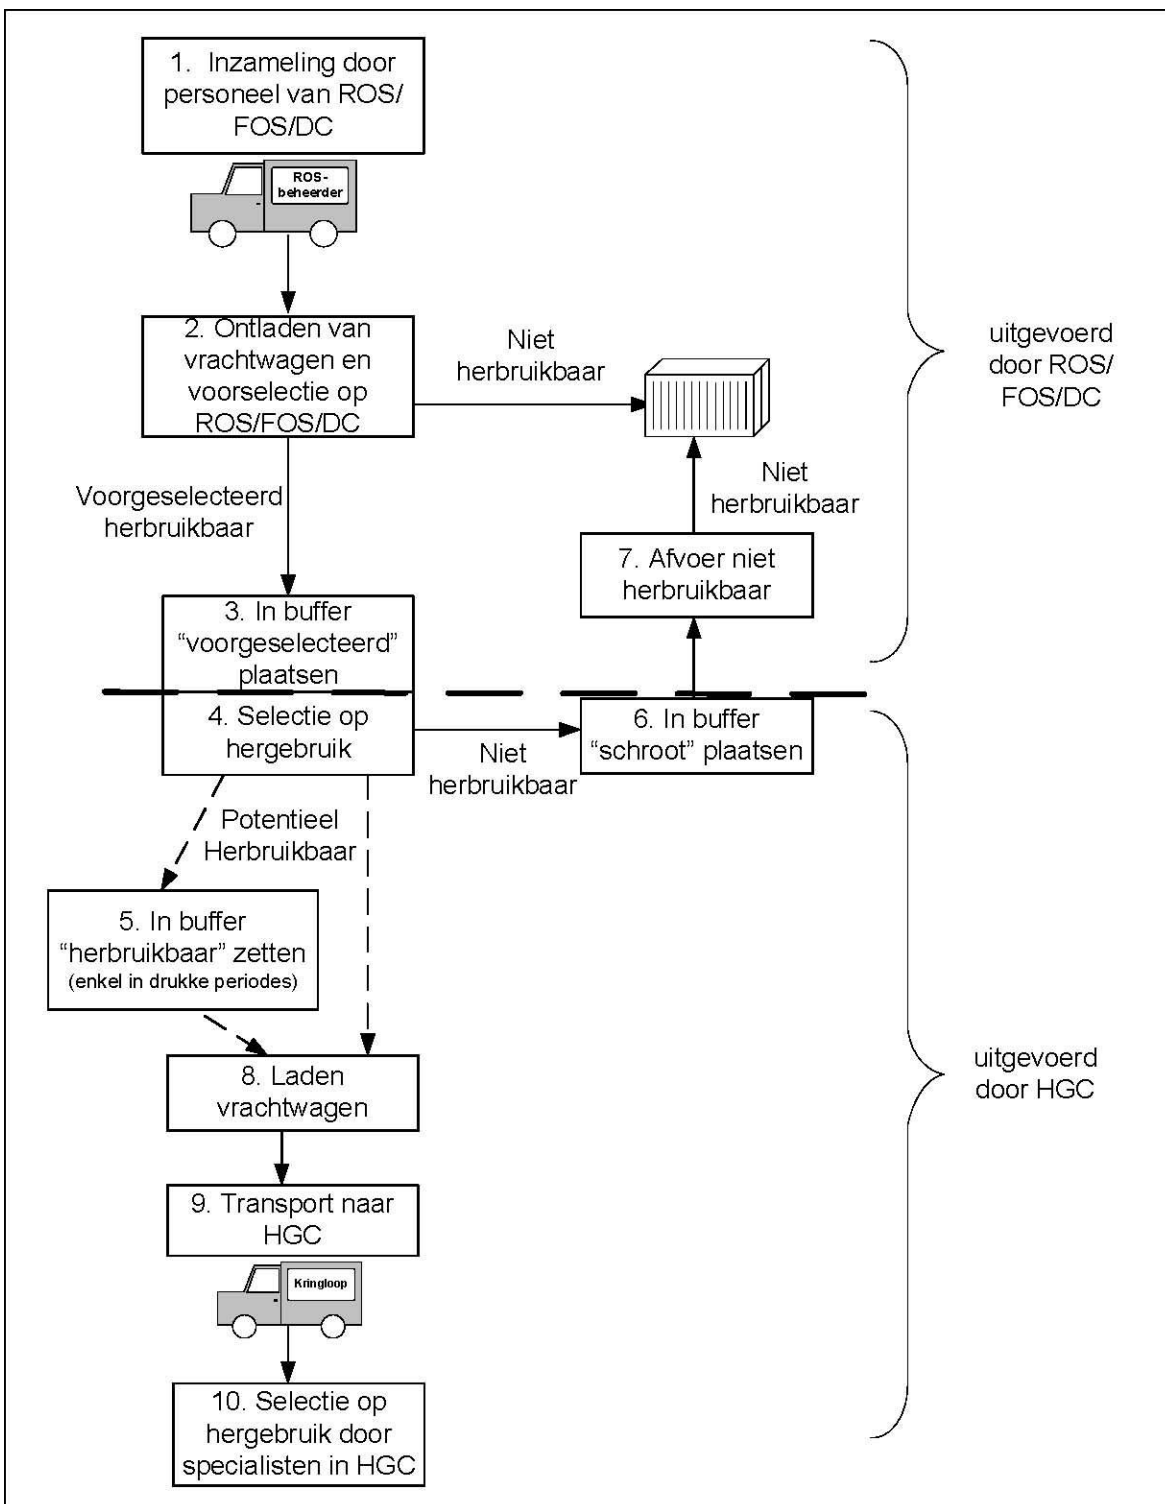 1. Inzameling door
personeel van ROS/
FOS/DC
ROS-
beheerder
2. Ontladen van
vrachtwagen en
voorselectie op
ROS/FOS/DC
Niet
herbruikbaar
uitgevoerd
door ROS/
FOS/DC
Voorgeselecteerd
herbruikbaar
Niet
herbruikbaar
7. Afvoer niet
herbruikbaar
3. In buffer
“voorgeselecteerd”
plaatsen
4. Selectie op
hergebruik
Niet
herbruikbaar
6. In buffer
“schroot” plaatsen
Potentieel
Herbruikbaar
5. In buffer
“herbruikbaar” zetten
(enkel in drukke periodes)
uitgevoerd
door HGC
8. Laden
vrachtwagen
9. Transport naar
HGC
Kringloop
10. Selectie op
hergebruik door
specialisten in HGC